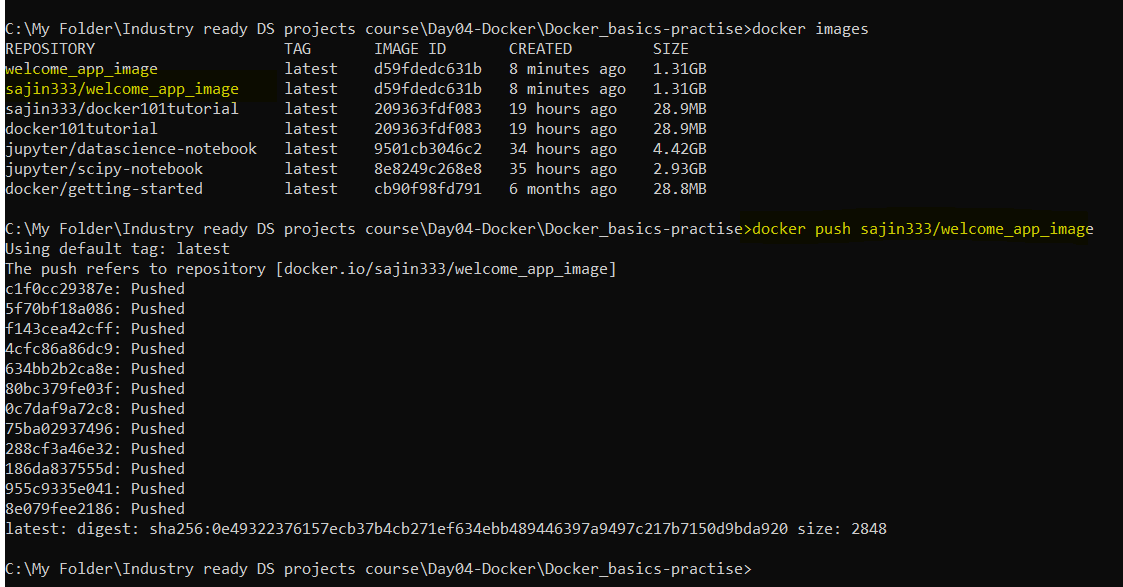 C:\My Folder\Industry ready DS projects course\Day04-Docker\Docker_basics-practise>docker images
REPOSITORY                     TAG       IMAGE ID       CREATED          SIZE
welcome_app_image              latest    d59fdedc631b   8 minutes ago    1.31GB
sajin333/welcome_app_image     latest    d59fdedc631b   8 minutes ago    1.31GB
sajin333/docker101tutorial     latest    209363fdf083   19 hours ago     28.9MB
docker101tutorial              latest    209363fdf083   19 hours ago     28.9MB
jupyter/datascience-notebook   latest    9501cb3046c2   34 hours ago     4.42GB
jupyter/scipy-notebook         latest    8e8249c268e8   35 hours ago     2.93GB
docker/getting-started         latest    cb90f98fd791   6 months ago     28.8MB
C:\My Folder\Industry ready DS projects course\Day04-Docker\Docker_basics-practise>docker push sajin333/welcome_app_image
Using default tag: latest
The push refers to repository [docker.io/sajin333/welcome_app_image]
c1f0cc29387e: Pushed
5f70bf18a086: Pushed
f143cea42cff: Pushed
4cfc86a86dc9: Pushed
634bb2b2ca8e: Pushed
80bc379fe03f: Pushed
0c7daf9a72c8: Pushed
75ba02937496: Pushed
288cf3a46e32: Pushed
186da837555d: Pushed
955c9335e041: Pushed
8e079fee2186: Pushed
latest: digest: sha256:0e49322376157ecb37b4cb271ef634ebb489446397a9497c217b7150d9bda920 size: 2848
C:\My Folder\Industry ready DS projects course\Day04-Docker\Docker_basics-practise>